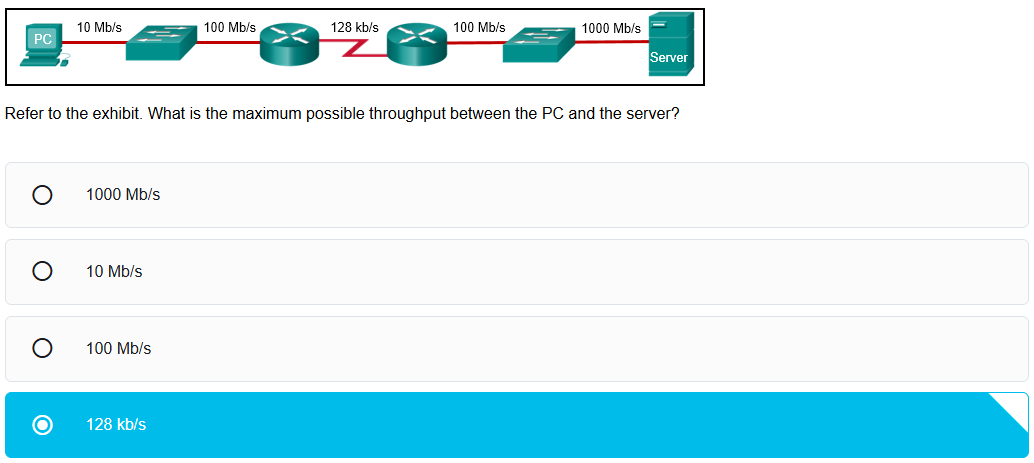 10 Mb/s 100 Mb/s 128 kb/s 100 Mb/s 1000 Mb/s
PC
Server
Refer to the exhibit. What is the maximum possible throughput between the PC and the server?
1000 Mb/s
10 Mb/s
100 Mb/s
128 kb/s